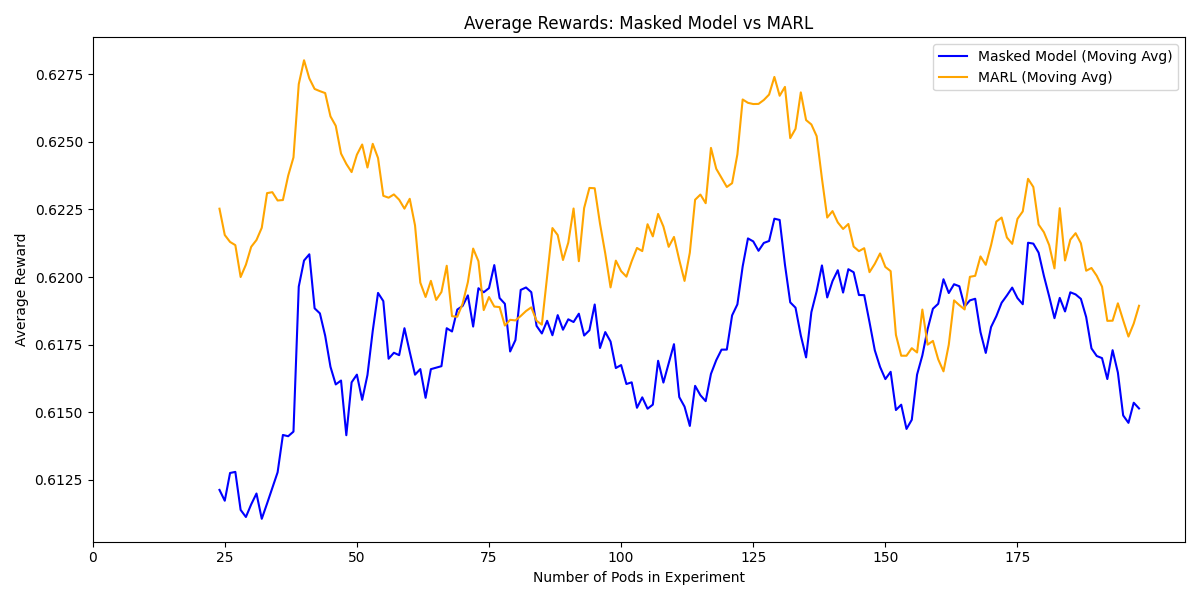 Average Rewards: Masked Model vs MARL
Masked Model (Moving Avg)
MARL (Moving Avg)
Average Reward
0.6275
0.6250
0.6225
0.6200
0.6175
0.6150
0.6125
0 25 50 75 100 125 150 175
Number of Pods in Experiment